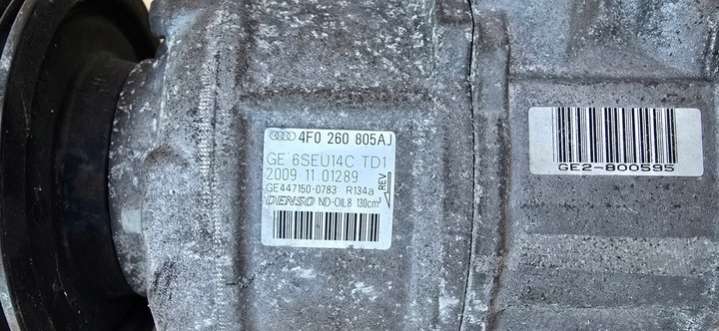 4F0 260 805AJ
GE 6SEU14C TD1
2009 11 01289
GE447150-0783 R134a
DENSO ND-OIL8 130cm³
REV
GE2-800595